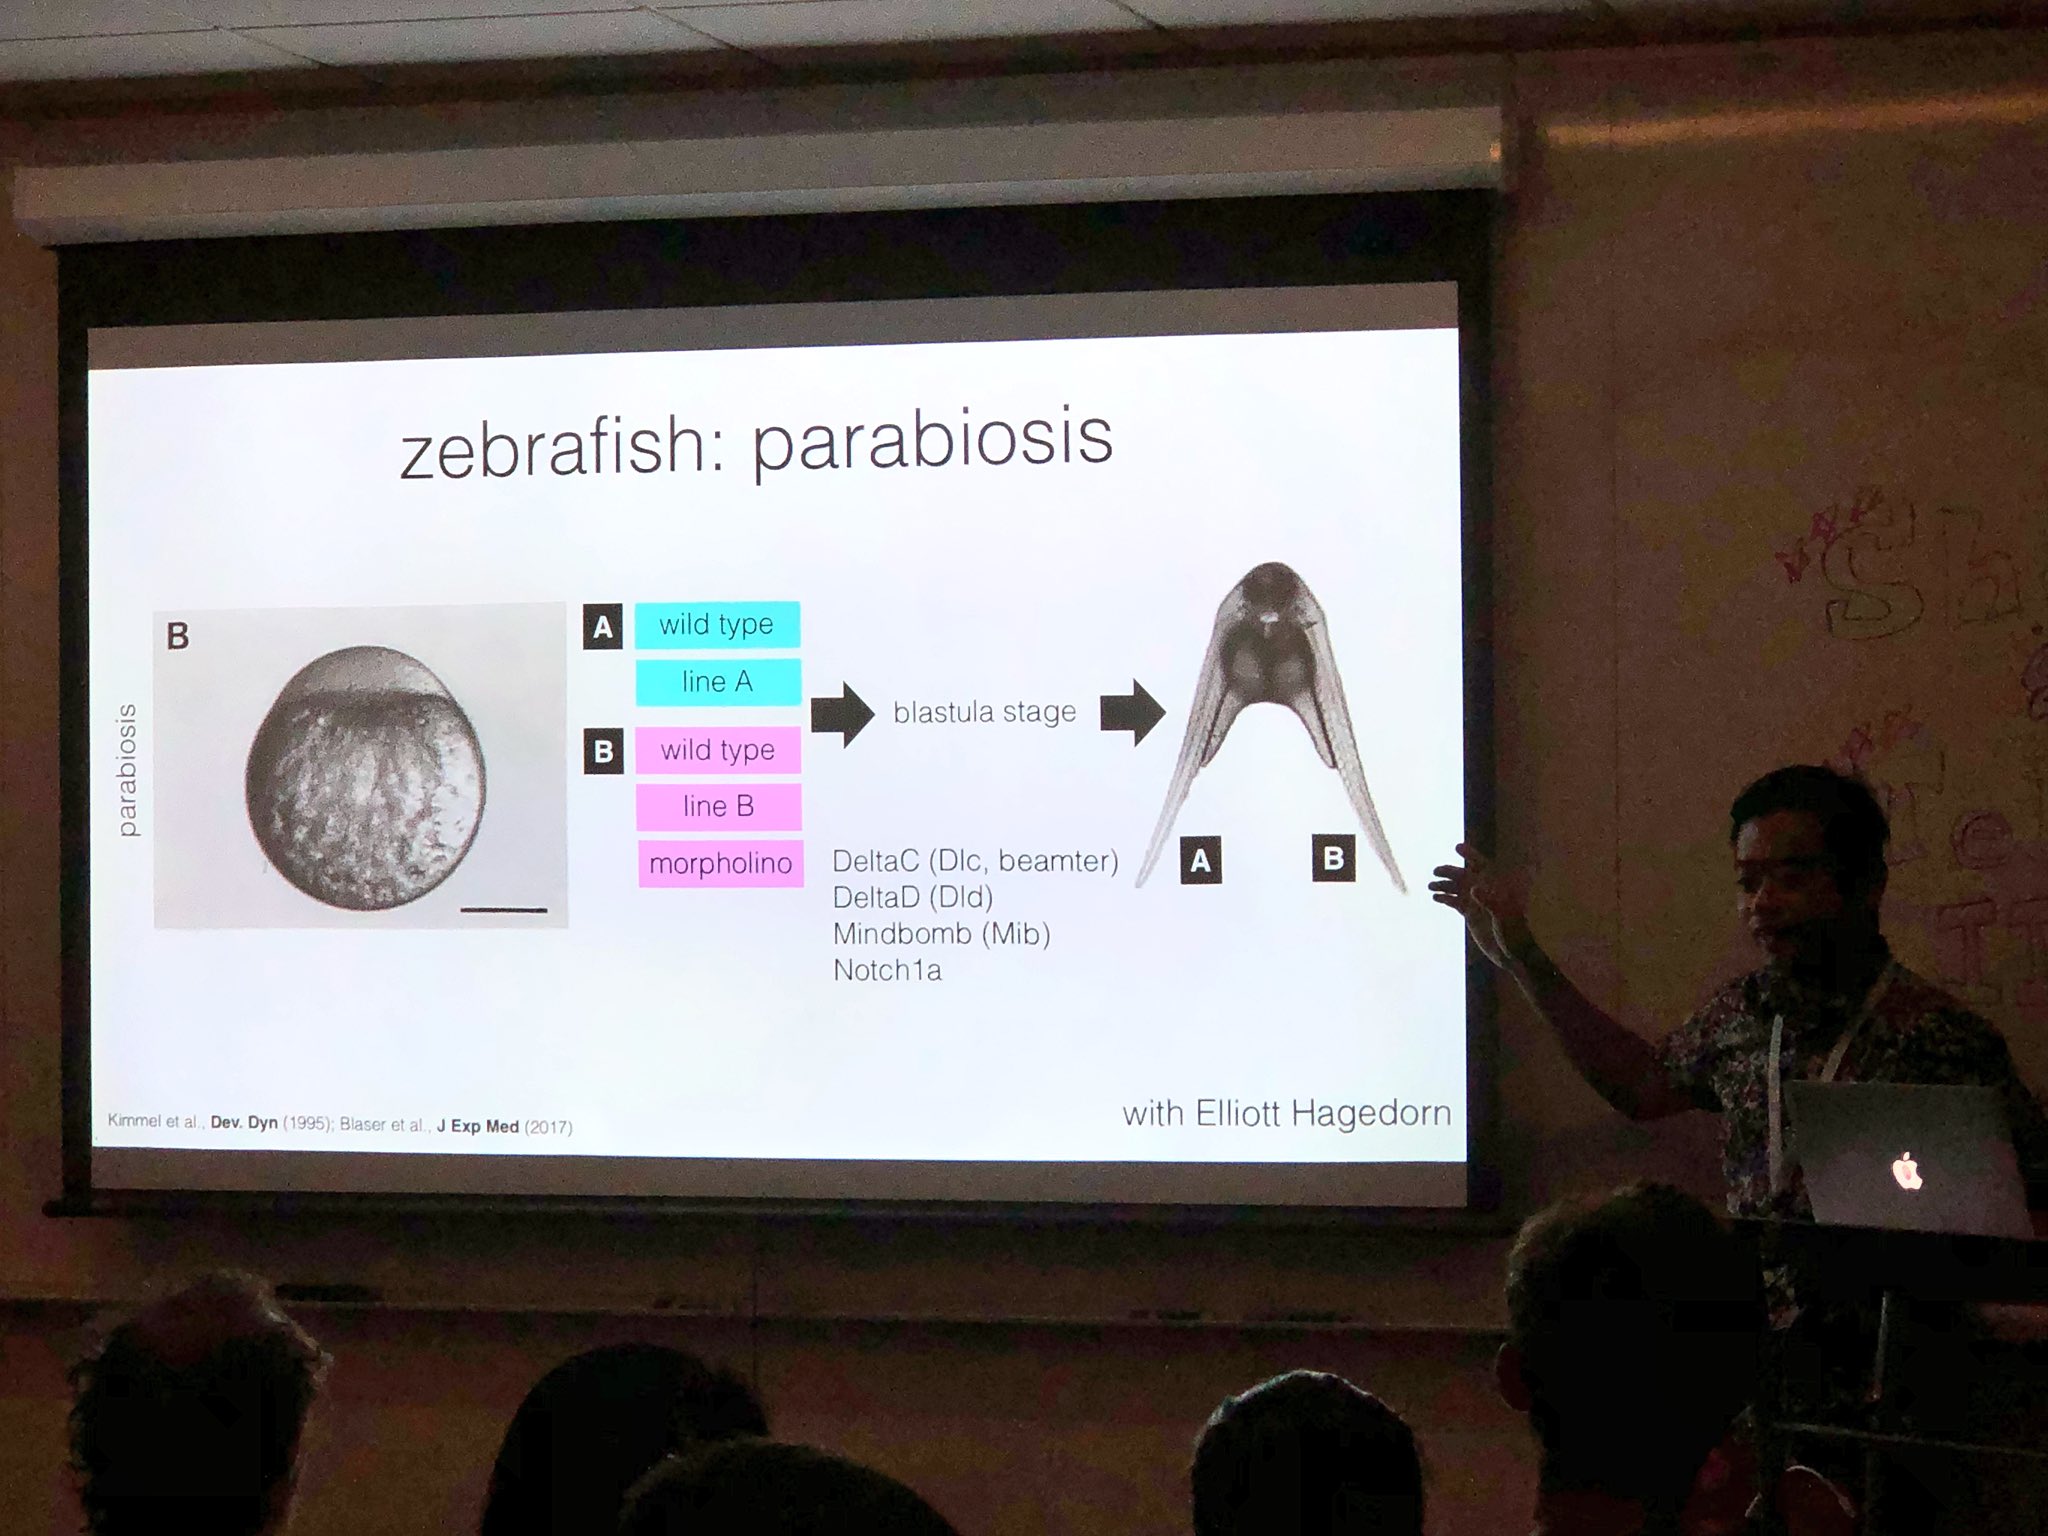 zebrafish: parabiosis
parabiosis
B
A
wild type
line A
B
wild type
line B
morpholino
blastula stage
DeltaC (Dlc, beamter)
DeltaD (Dld)
Mindbomb (Mib)
Notch1a
A
B
Kimmel et al., Dev. Dyn (1995); Blaser et al., J Exp Med (2017)
with Elliott Hagedorn